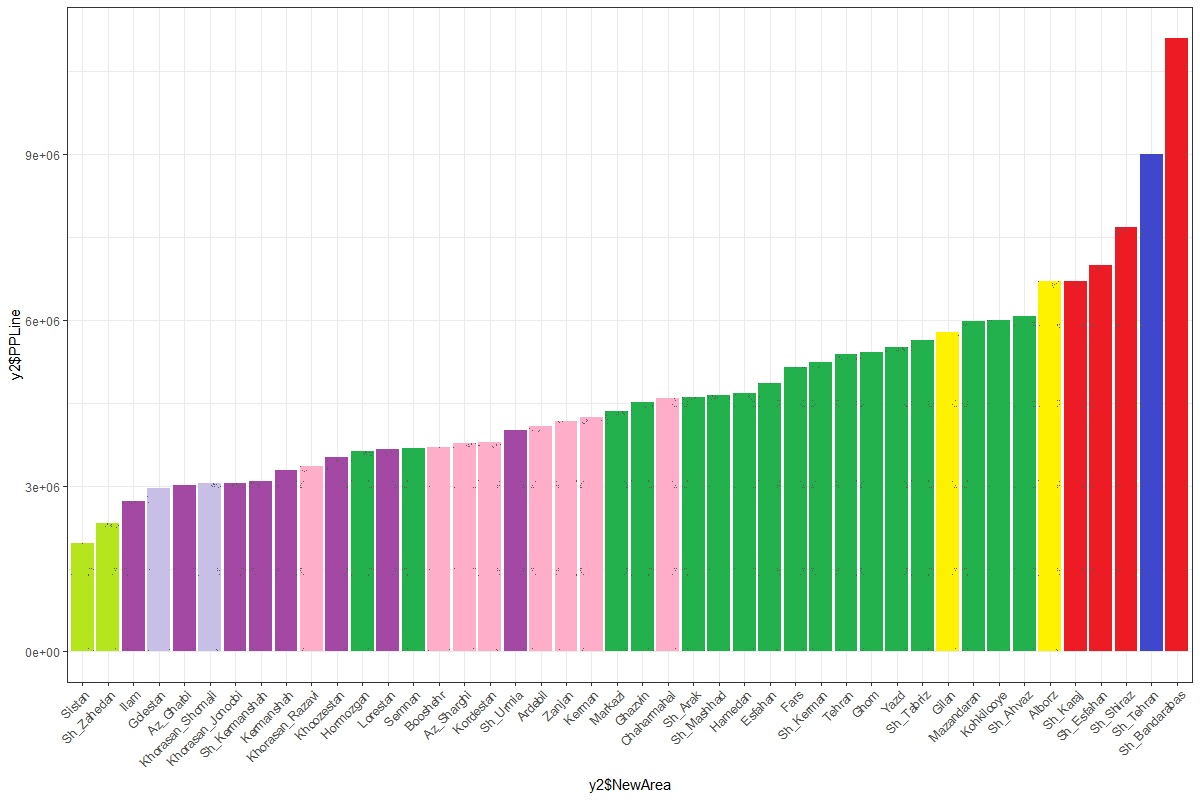 y2$PPLine
9e+06
6e+06
3e+06
0e+00
Sistan
Sh_Zahedan
Ilam
Golestan
Az_Gharbi
Khorasan_Shomali
Khorasan_Jonoobi
Sh_Kermanshah
Kermanshah
Khorasan_Razavi
Khoozestan
Hormozgan
Lorestan
Semnan
Booshehr
Az_Sharghi
Kordestan
Sh_Urmia
Ardebil
Zanjan
Kerman
Markazi
Ghazvin
Chaharmahal
Sh_Arak
Sh_Mashhad
Hamedan
Esfahan
Fars
Sh_Kerman
Tehran
Ghom
Yazd
Sh_Tabriz
Gilan
Mazandaran
Kohkilooye
Sh_Ahvaz
Alborz
Sh_Karaj
Sh_Esfahan
Sh_Shiraz
Sh_Tehran
Sh_Bandarabas
y2$NewArea